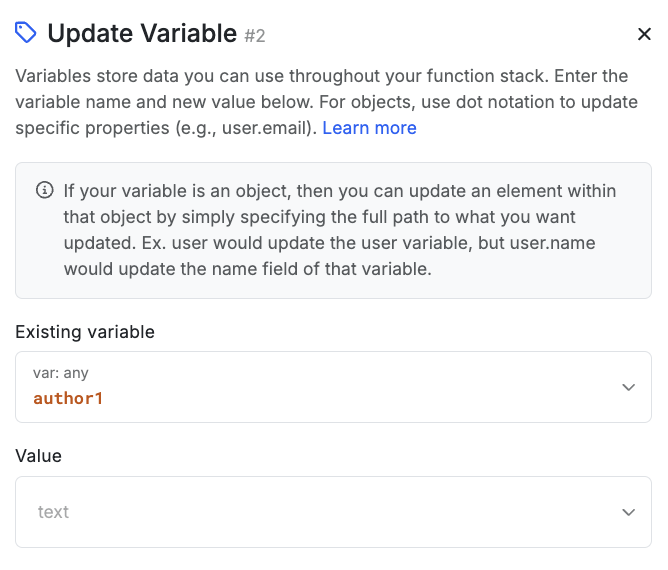 Update Variable #2
Variables store data you can use throughout your function stack. Enter the
variable name and new value below. For objects, use dot notation to update
specific properties (e.g., user.email). Learn more
If your variable is an object, then you can update an element within
that object by simply specifying the full path to what you want
updated. Ex. user would update the user variable, but user.name
would update the name field of that variable.
Existing variable
var: any
author1
Value
text